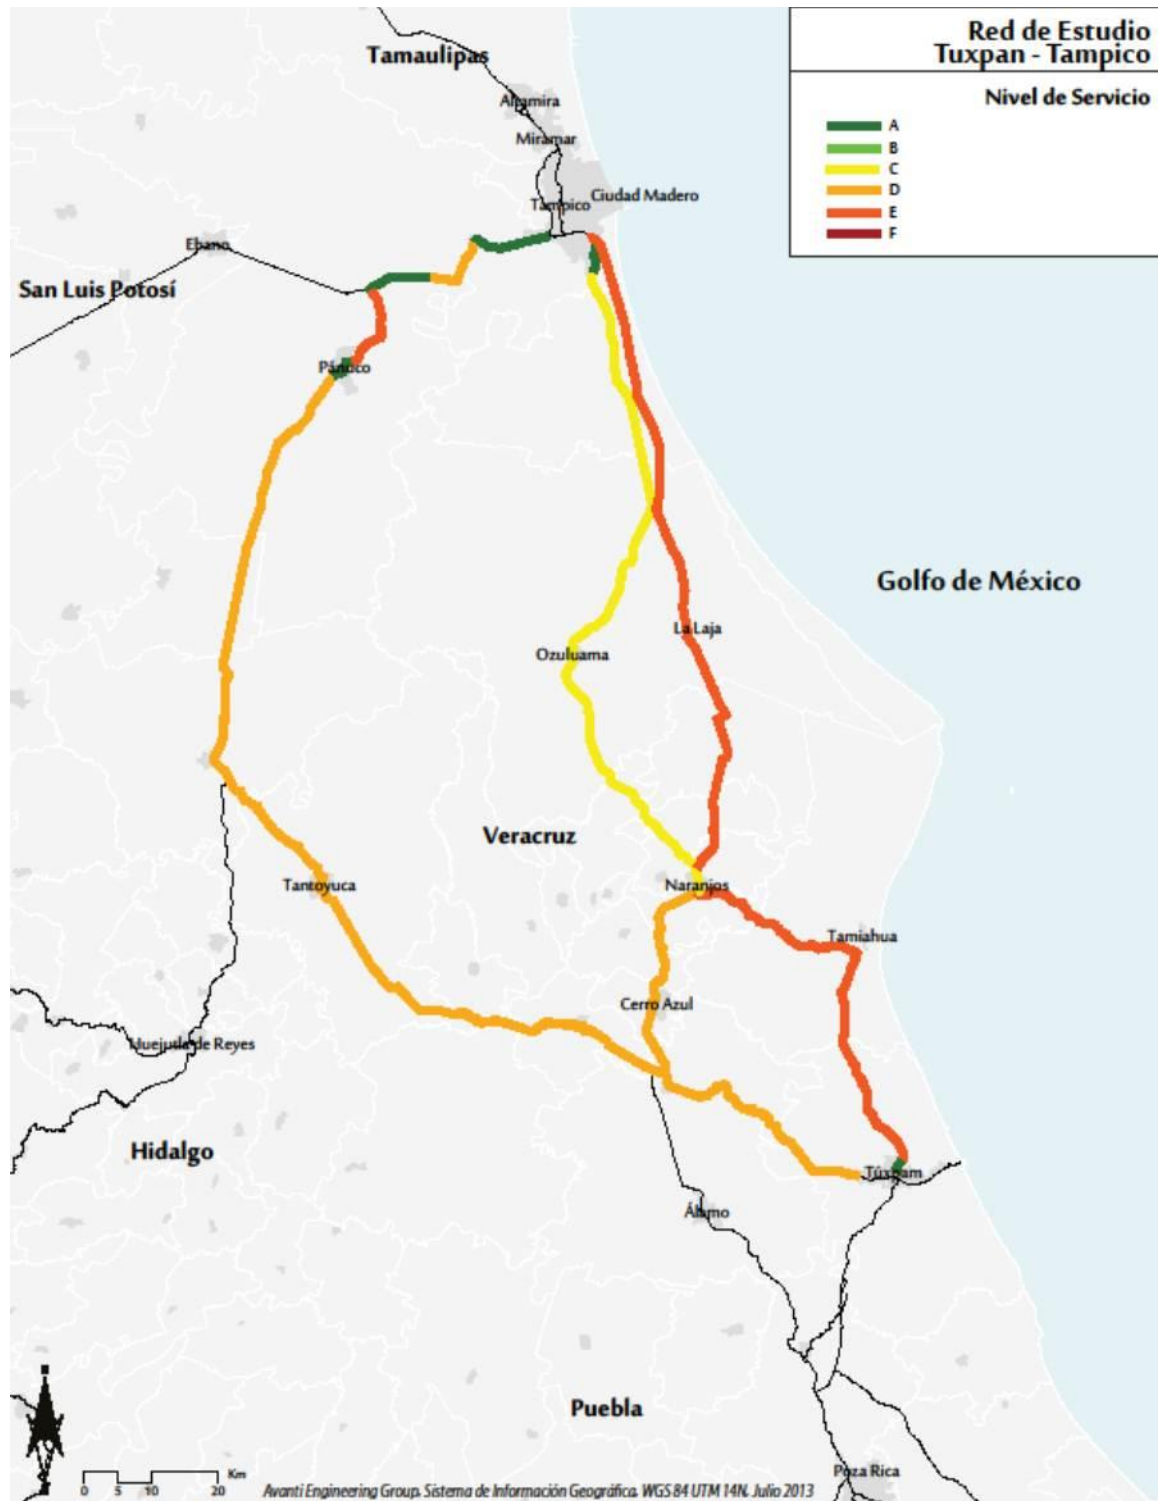 Red de Estudio
Tuxpan - Tampico
Nivel de Servicio
A
B
C
D
E
F
Tamaulipas
Altamira
Miramar
Ciudad Madero
Tampico
Ebano
San Luis Potosí
Pánuco
Golfo de México
La Laja
Ozuluama
Veracruz
Tantoyuca
Naranjos
Tamiahua
Cerro Azul
Huejutla de Reyes
Hidalgo
Túxpam
Álamo
Puebla
Poza Rica
Km
0 5 10 20
Avanti Engineering Group. Sistema de Información Geográfica. WGS 84 UTM 14N. Julio 2013